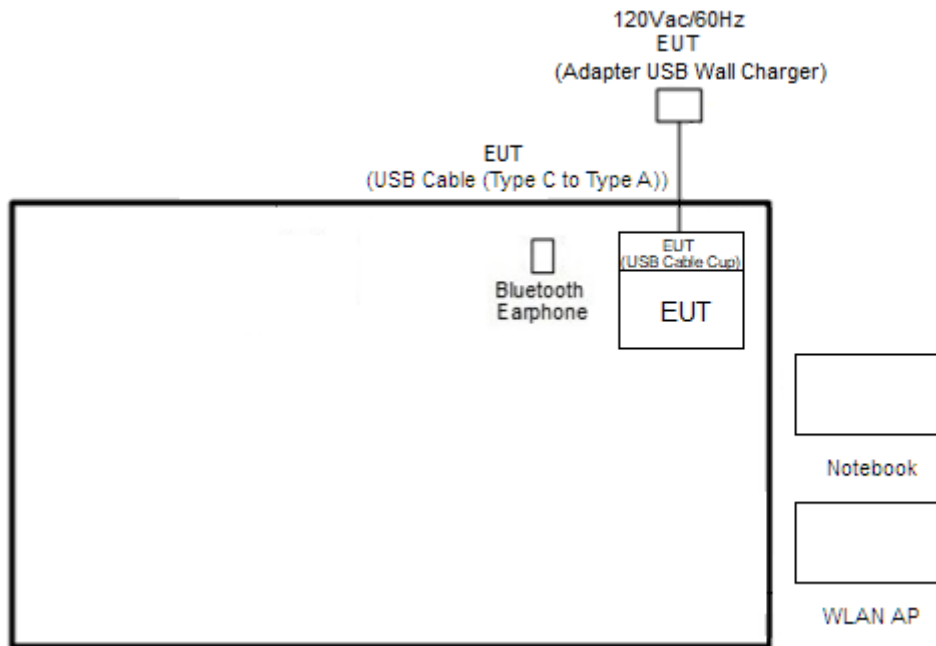 120Vac/60Hz
EUT
(Adapter USB Wall Charger)
EUT
(USB Cable (Type C to Type A))
EUT
(USB Cable Cup)
EUT
Bluetooth
Earphone
Notebook
WLAN AP